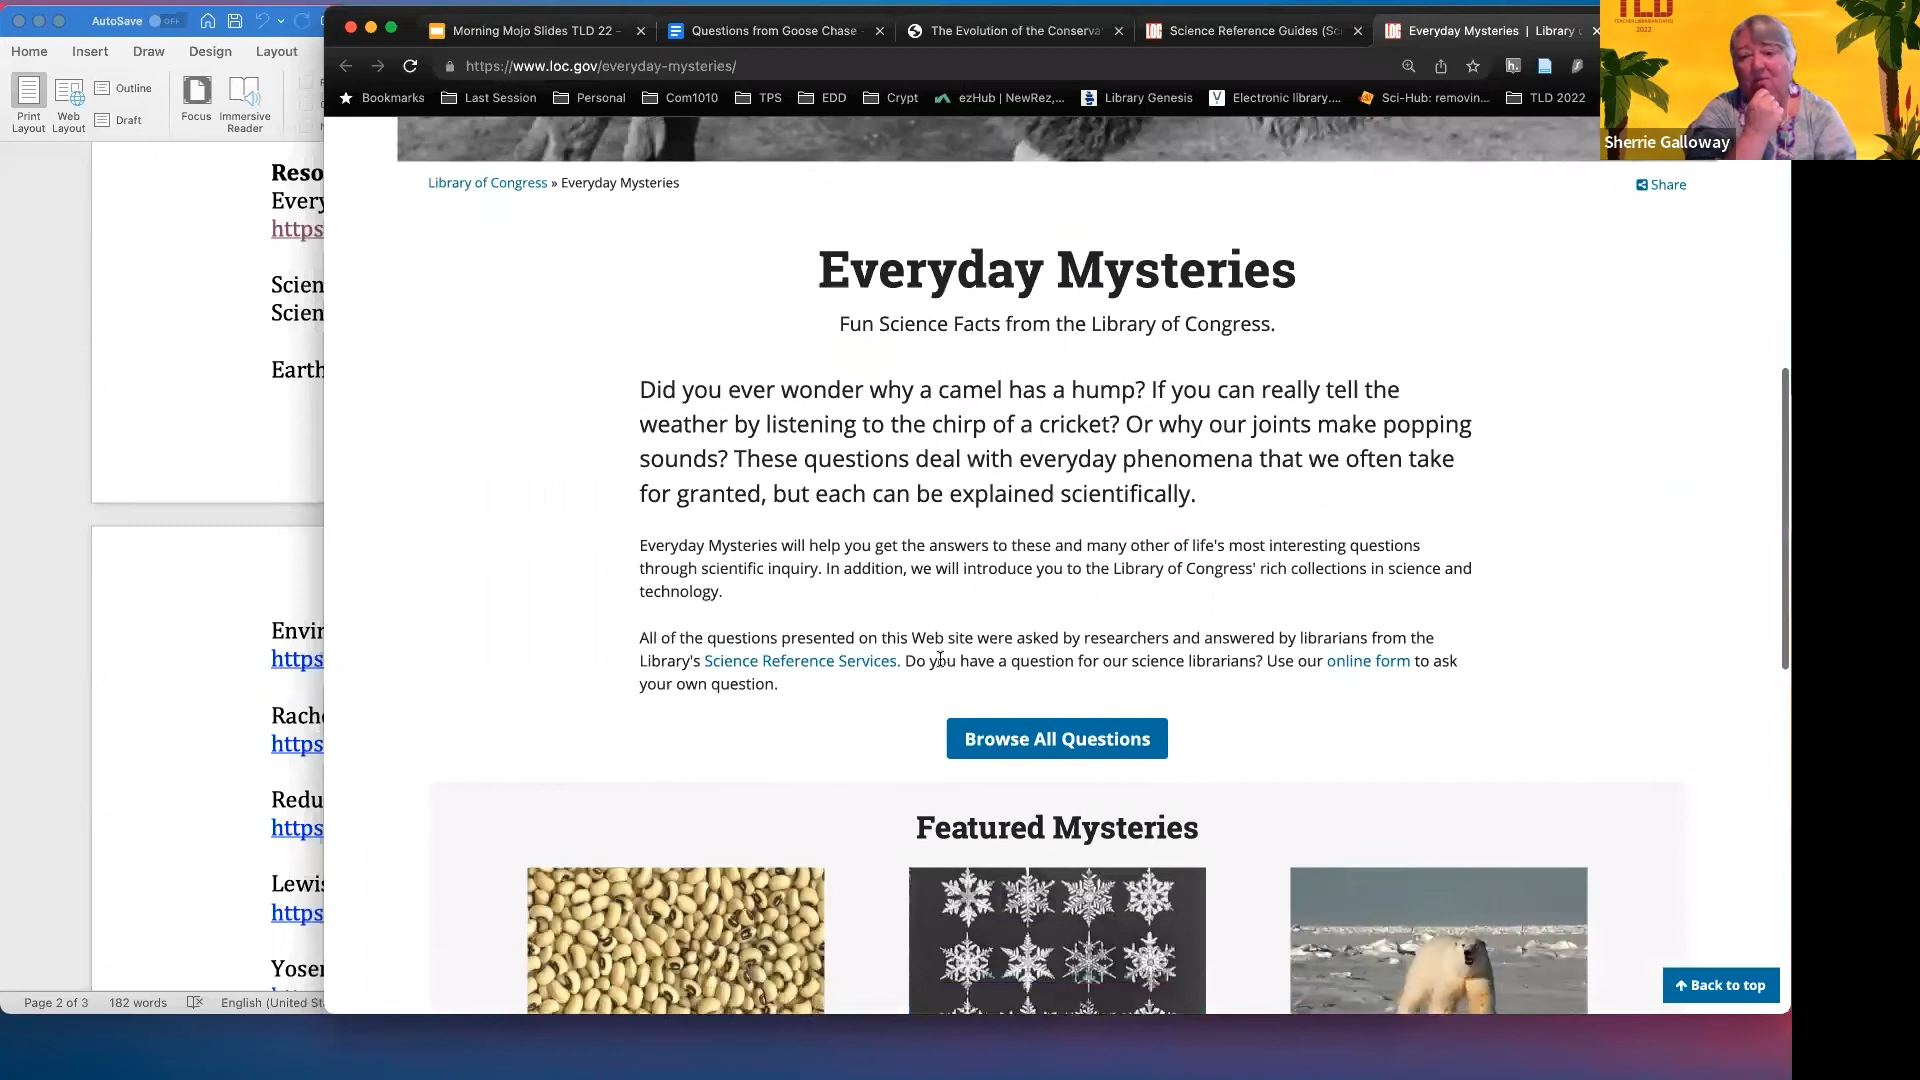 AutoSave OFF
Home Insert Draw Design Layout
Print Layout
Web Layout
Outline
Draft
Focus
Immersive Reader
Reso
Every
https
Scien
Scien
Earth
Envir
https
Rache
https
Redu
https
Lewis
https
Yosem
https
Page 2 of 3 182 words English (United Sta
Morning Mojo Slides TLD 22 -
Questions from Goose Chase -
The Evolution of the Conserva
LOC Science Reference Guides (Sc
LOC Everyday Mysteries | Library
https://www.loc.gov/everyday-mysteries/
Bookmarks Last Session Personal Com1010 TPS EDD Crypt ezHub | NewRez,... Library Genesis Electronic library.... Sci-Hub: removin... TLD 2022
TLD
TEACHER LIBRARIAN DAY(S)
2022
Sherrie Galloway
Library of Congress » Everyday Mysteries
Share
Everyday Mysteries
Fun Science Facts from the Library of Congress.
Did you ever wonder why a camel has a hump? If you can really tell the
weather by listening to the chirp of a cricket? Or why our joints make popping
sounds? These questions deal with everyday phenomena that we often take
for granted, but each can be explained scientifically.
Everyday Mysteries will help you get the answers to these and many other of life's most interesting questions
through scientific inquiry. In addition, we will introduce you to the Library of Congress' rich collections in science and
technology.
All of the questions presented on this Web site were asked by researchers and answered by librarians from the
Library's Science Reference Services. Do you have a question for our science librarians? Use our online form to ask
your own question.
Browse All Questions
Featured Mysteries
Back to top